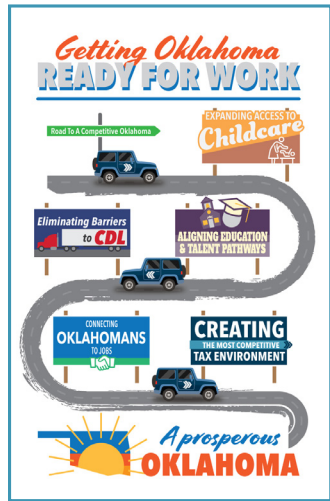 Getting Oklahoma
READY FOR WORK
Road To A Competitive Oklahoma
EXPANDING ACCESS TO
Childcare
Eliminating Barriers
to CDL
ALIGNING EDUCATION
& TALENT PATHWAYS
CONNECTING
OKLAHOMANS
TO JOBS
CREATING
THE MOST COMPETITIVE
TAX ENVIRONMENT
A prosperous
OKLAHOMA